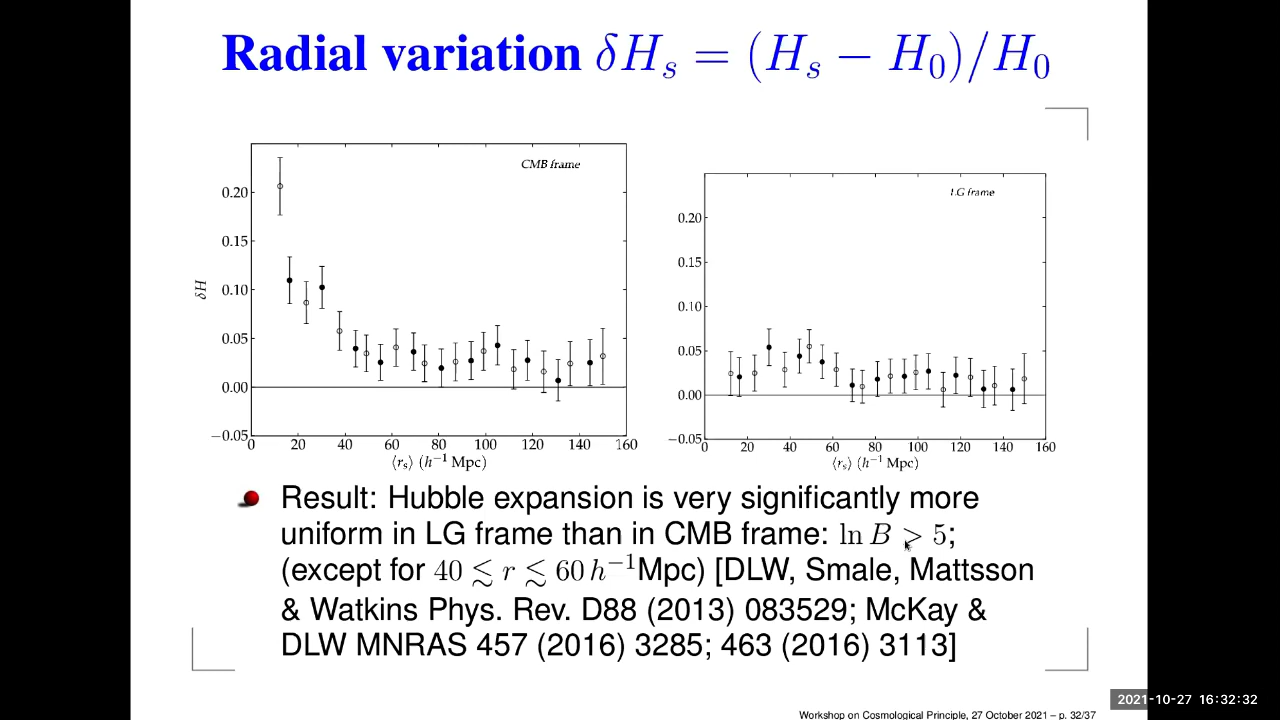 Radial variation δH_s = (H_s − H_0)/H_0
CMB frame
0.20
0.15
0.10
0.05
0.00
−0.05
δH
0 20 40 60 80 100 120 140 160
⟨r_s⟩ (h⁻¹ Mpc)
LG frame
0.20
0.15
0.10
0.05
0.00
−0.05
0 20 40 60 80 100 120 140 160
⟨r_s⟩ (h⁻¹ Mpc)
Result: Hubble expansion is very significantly more
uniform in LG frame than in CMB frame: ln B > 5;
(except for 40 ≲ r ≲ 60 h⁻¹Mpc) [DLW, Smale, Mattsson
& Watkins Phys. Rev. D88 (2013) 083529; McKay &
DLW MNRAS 457 (2016) 3285; 463 (2016) 3113]
2021-10-27 16:32:32
Workshop on Cosmological Principle, 27 October 2021 – p. 32/37